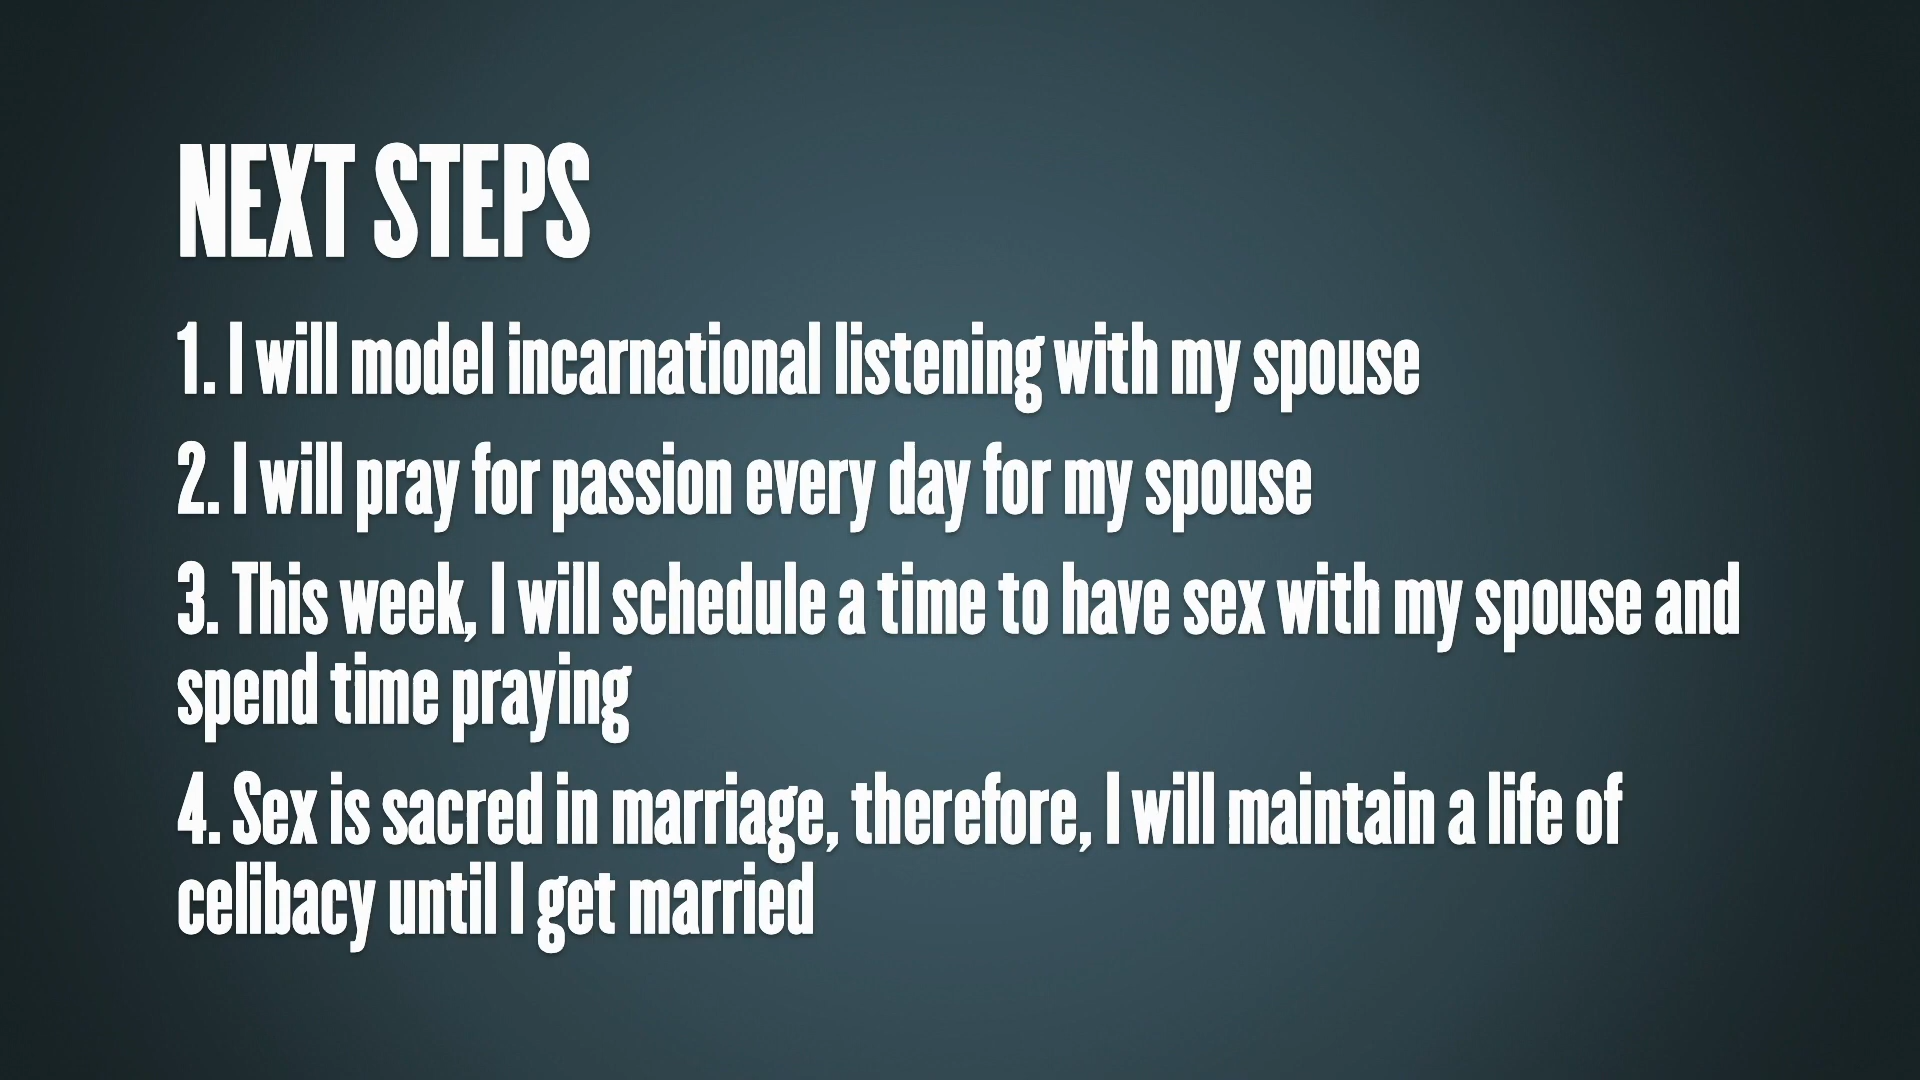 NEXT STEPS
1. I will model incarnational listening with my spouse
2. I will pray for passion every day for my spouse
3. This week, I will schedule a time to have sex with my spouse and
spend time praying
4. Sex is sacred in marriage, therefore, I will maintain a life of
celibacy until I get married